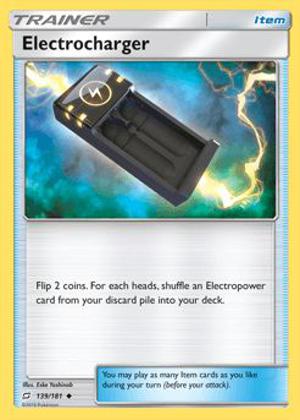 TRAINER
Item
Electrocharger
Flip 2 coins. For each heads, shuffle an Electropower
card from your discard pile into your deck.
Illus. Eske Yoshinob
139/181
You may play as many Item cards as you like
during your turn (before your attack).
©2019 Pokémon